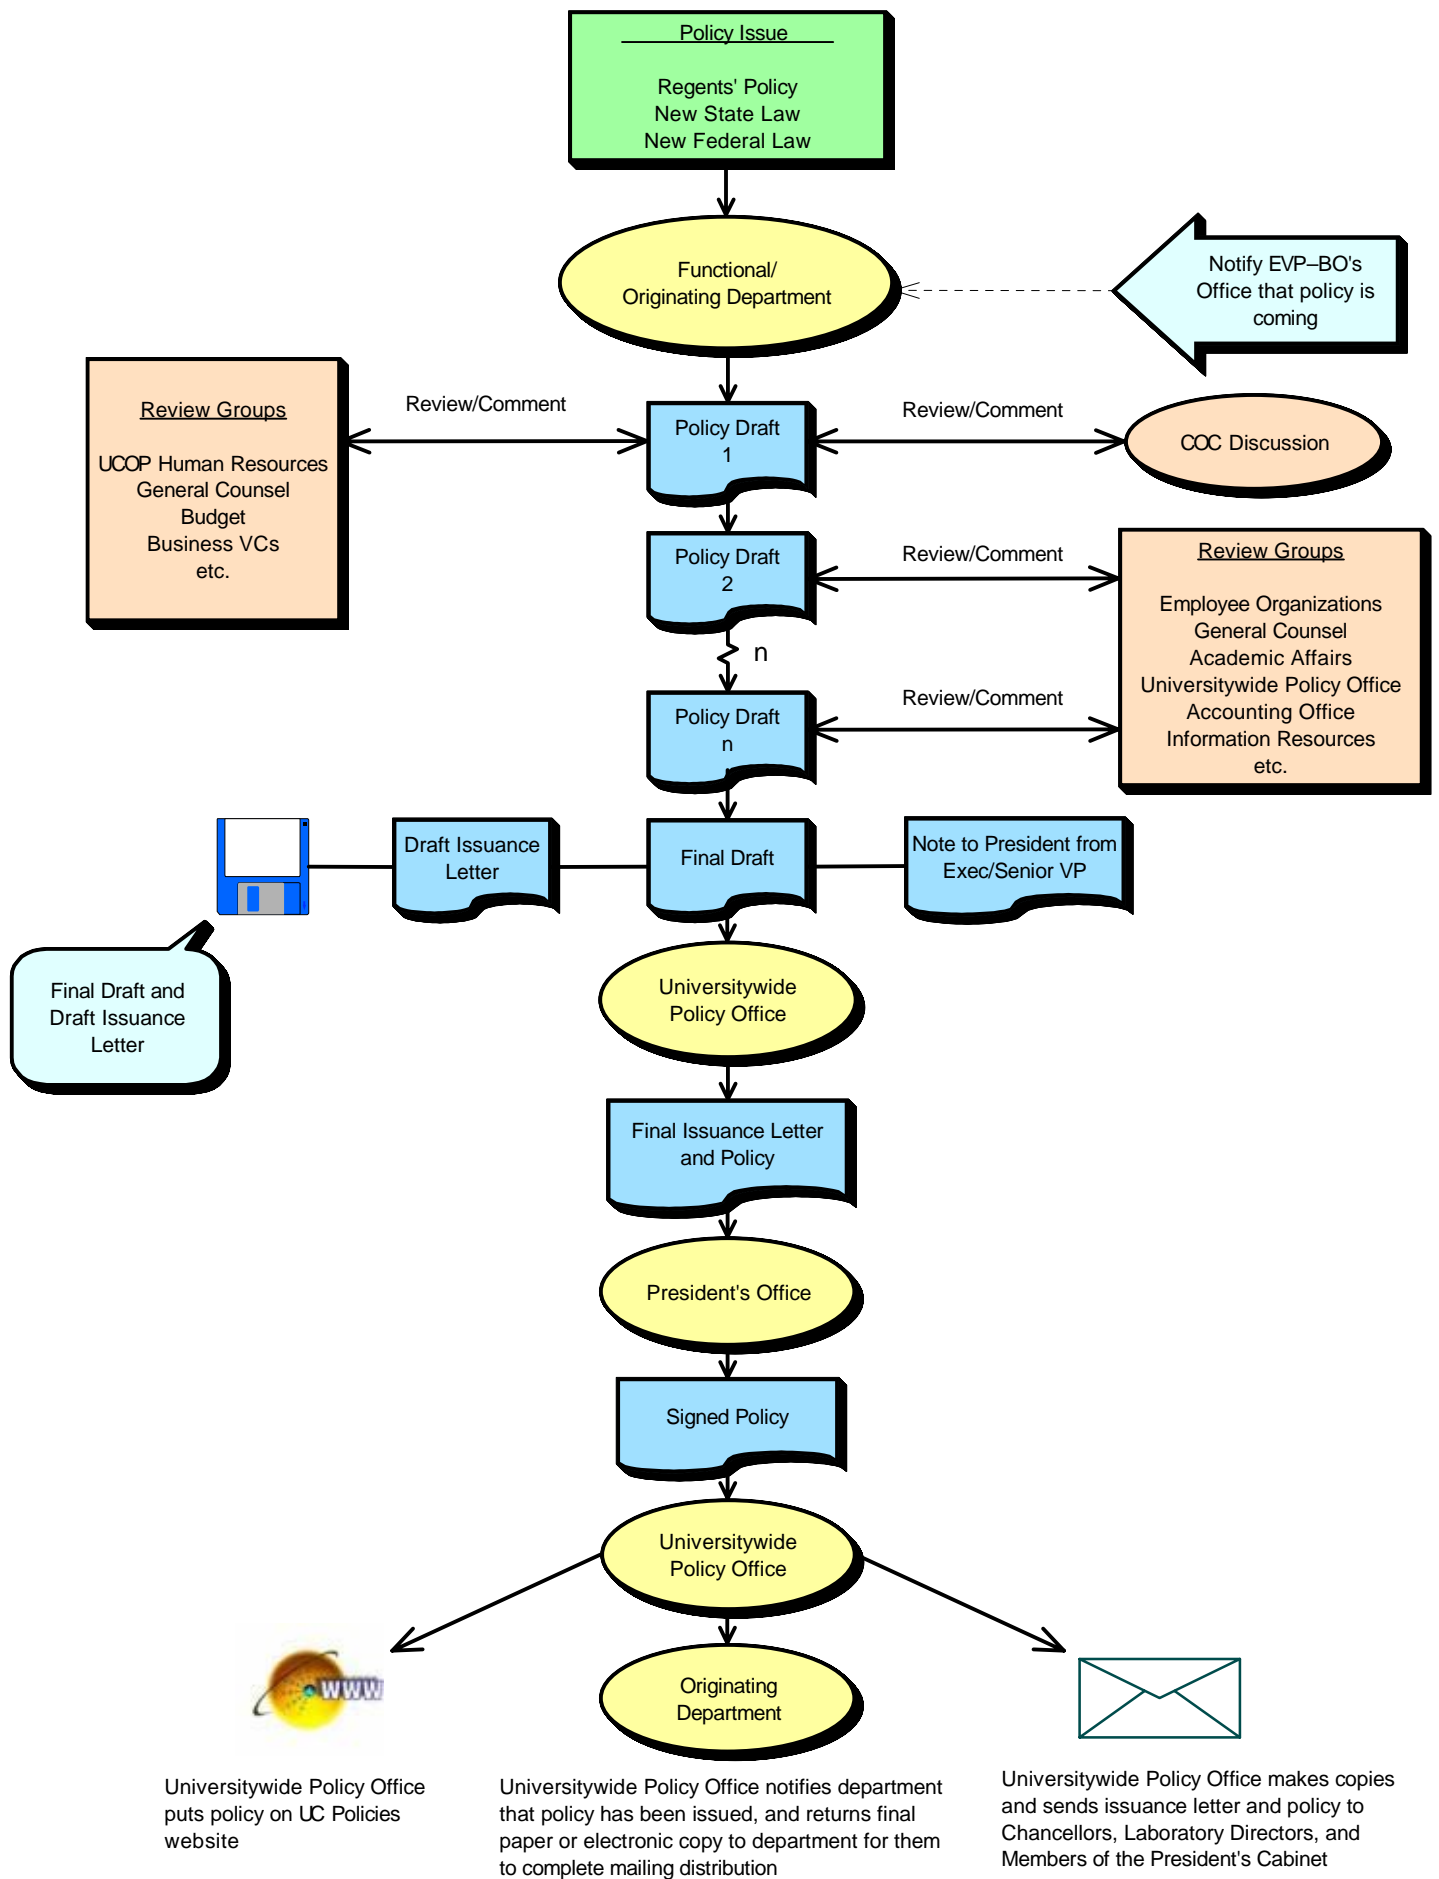 Policy Issue
Regents' Policy
New State Law
New Federal Law
Functional/
Originating Department
Notify EVP–BO's
Office that policy is
coming
Review Groups
UCOP Human Resources
General Counsel
Budget
Business VCs
etc.
Review/Comment
Policy Draft
1
Review/Comment
COC Discussion
Policy Draft
2
Review/Comment
Review Groups
Employee Organizations
General Counsel
Academic Affairs
Universitywide Policy Office
Accounting Office
Information Resources
etc.
n
Policy Draft
n
Review/Comment
Draft Issuance
Letter
Final Draft
Note to President from
Exec/Senior VP
Final Draft and
Draft Issuance
Letter
Universitywide
Policy Office
Final Issuance Letter
and Policy
President's Office
Signed Policy
Universitywide
Policy Office
WWW
Originating
Department
Universitywide Policy Office
puts policy on UC Policies
website
Universitywide Policy Office notifies department
that policy has been issued, and returns final
paper or electronic copy to department for them
to complete mailing distribution
Universitywide Policy Office makes copies
and sends issuance letter and policy to
Chancellors, Laboratory Directors, and
Members of the President's Cabinet